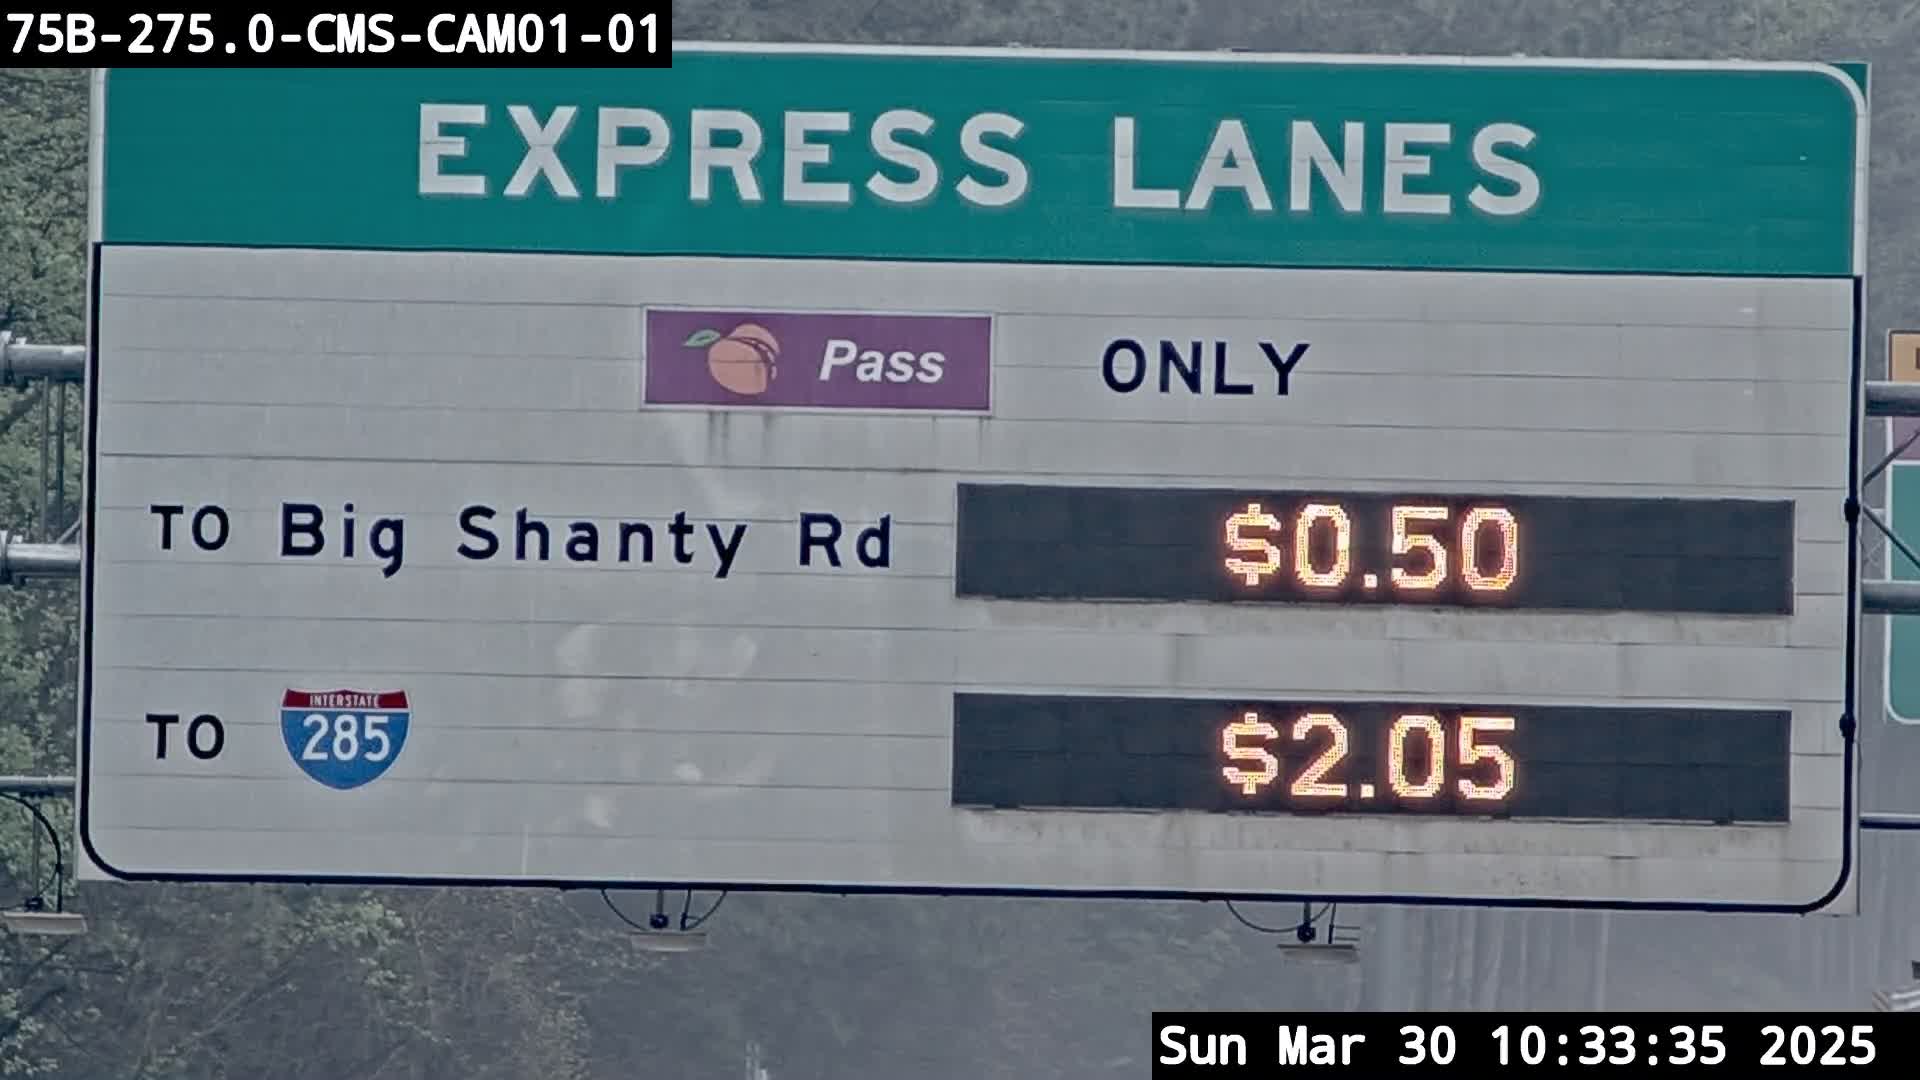 75B-275.0-CMS-CAM01-01
EXPRESS LANES
Pass ONLY
TO Big Shanty Rd $0.50
INTERSTATE
TO 285 $2.05
Sun Mar 30 10:33:35 2025